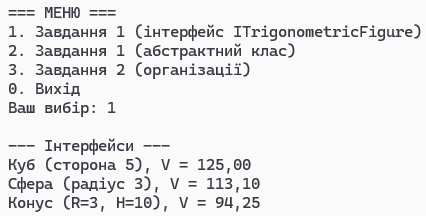 === МЕНЮ ===
1. Завдання 1 (інтерфейс ITrigonometricFigure)
2. Завдання 1 (абстрактний клас)
3. Завдання 2 (організації)
0. Вихід
Ваш вибір: 1
--- Інтерфейси ---
Куб (сторона 5), V = 125,00
Сфера (радіус 3), V = 113,10
Конус (R=3, H=10), V = 94,25